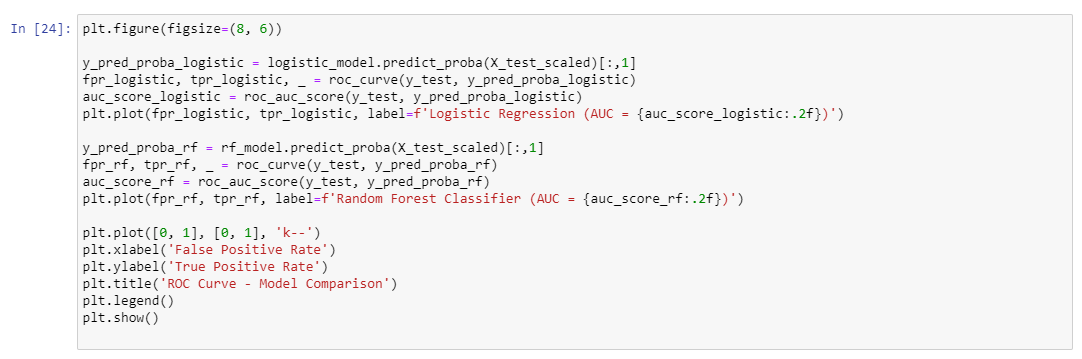 In [24]: plt.figure(figsize=(8, 6))
y_pred_proba_logistic = logistic_model.predict_proba(X_test_scaled)[:,1]
fpr_logistic, tpr_logistic, _ = roc_curve(y_test, y_pred_proba_logistic)
auc_score_logistic = roc_auc_score(y_test, y_pred_proba_logistic)
plt.plot(fpr_logistic, tpr_logistic, label=f'Logistic Regression (AUC = {auc_score_logistic:.2f})')
y_pred_proba_rf = rf_model.predict_proba(X_test_scaled)[:,1]
fpr_rf, tpr_rf, _ = roc_curve(y_test, y_pred_proba_rf)
auc_score_rf = roc_auc_score(y_test, y_pred_proba_rf)
plt.plot(fpr_rf, tpr_rf, label=f'Random Forest Classifier (AUC = {auc_score_rf:.2f})')
plt.plot([0, 1], [0, 1], 'k--')
plt.xlabel('False Positive Rate')
plt.ylabel('True Positive Rate')
plt.title('ROC Curve - Model Comparison')
plt.legend()
plt.show()